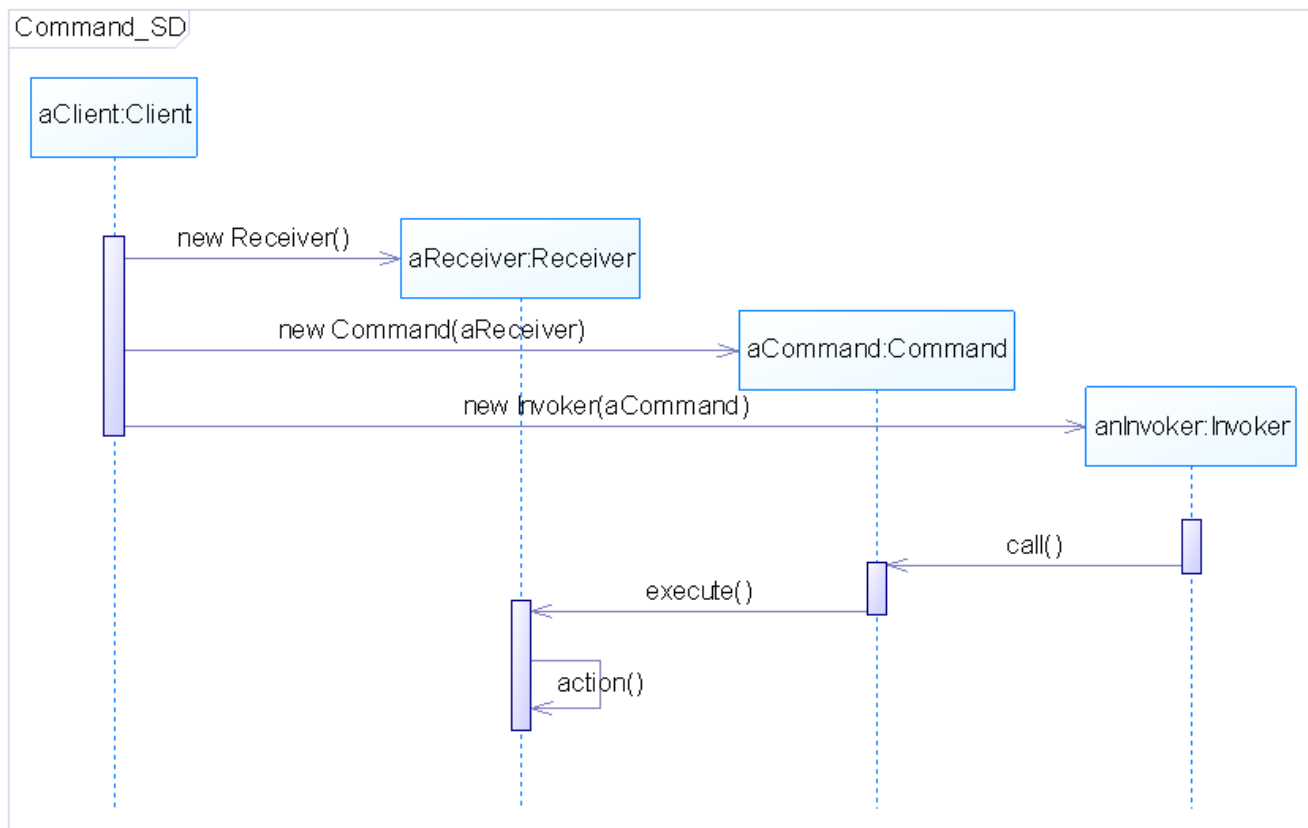 Command_SD
aClient:Client
new Receiver()
aReceiver:Receiver
new Command(aReceiver)
aCommand:Command
new Invoker(aCommand)
anInvoker:Invoker
call()
execute()
action()